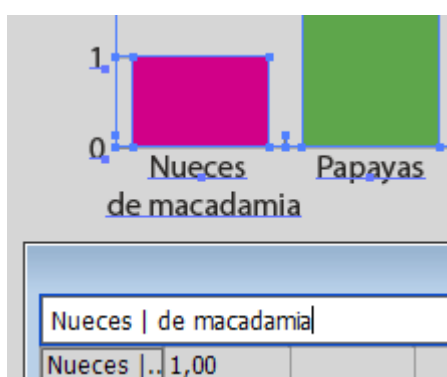 1
0
Nueces
de macadamia
Papayas
Nueces | de macadamia
Nueces |.. 1,00